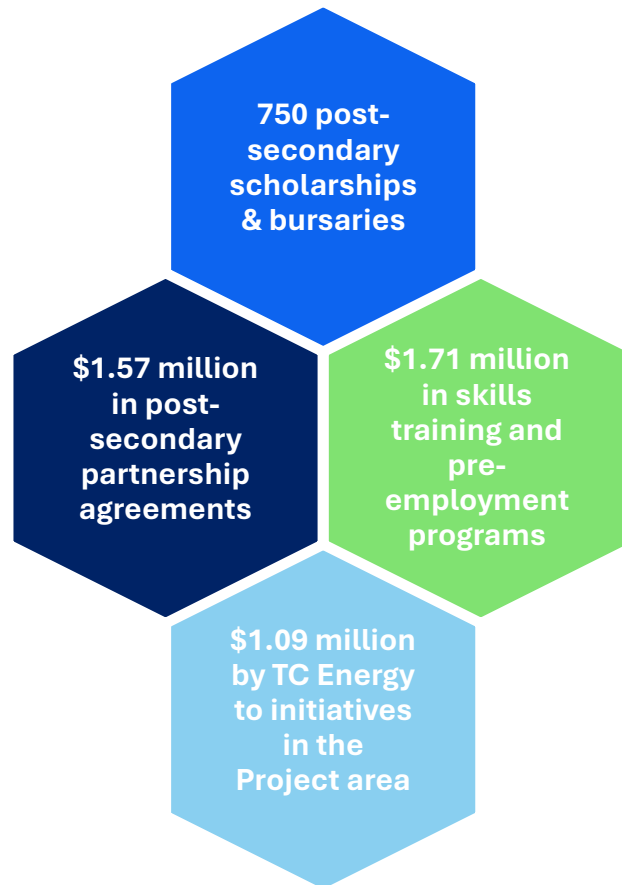 750 post-
secondary
scholarships
& bursaries
$1.57 million
in post-
secondary
partnership
agreements
$1.71 million
in skills
training and
pre-
employment
programs
$1.09 million
by TC Energy
to initiatives
in the
Project area